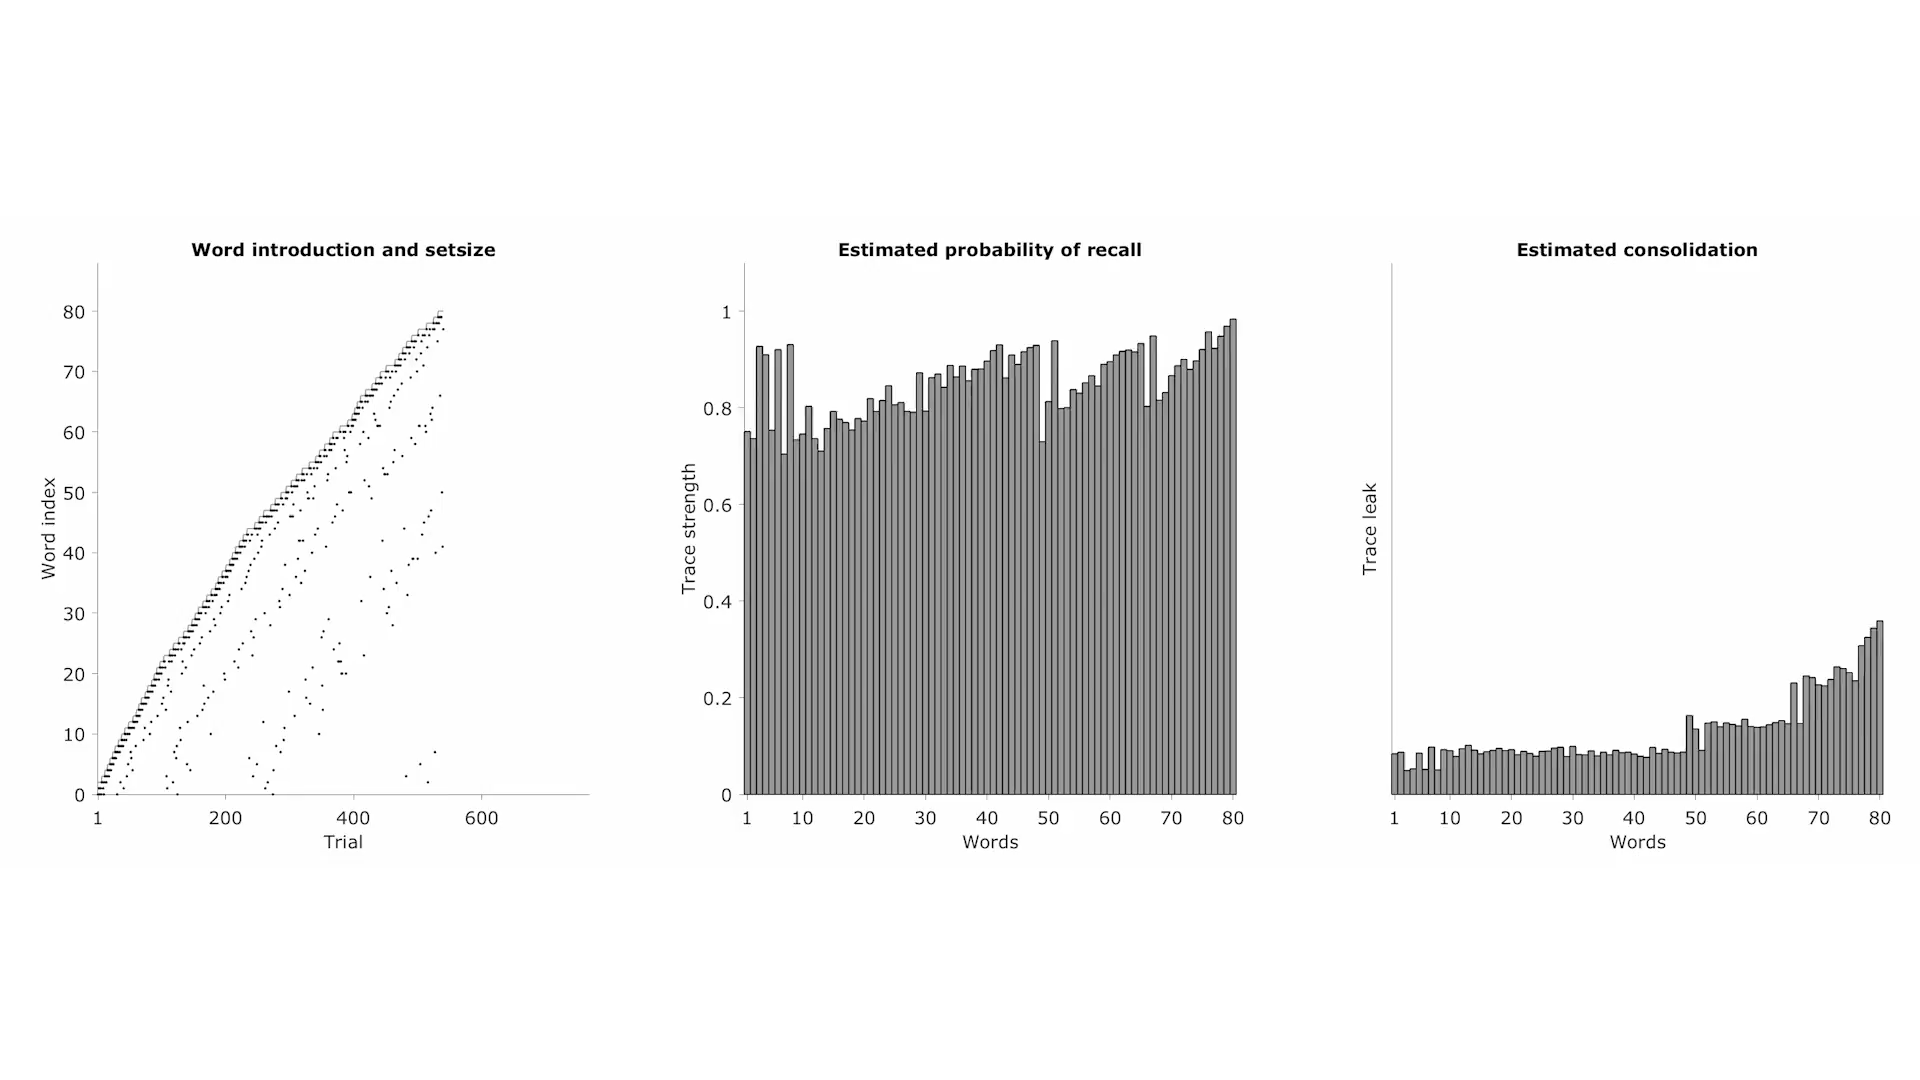 Word introduction and setsize
Word index
80
70
60
50
40
30
20
10
0
1 200 400 600
Trial
Estimated probability of recall
Trace strength
1
0.8
0.6
0.4
0.2
0
1 10 20 30 40 50 60 70 80
Words
Estimated consolidation
Trace leak
1 10 20 30 40 50 60 70 80
Words